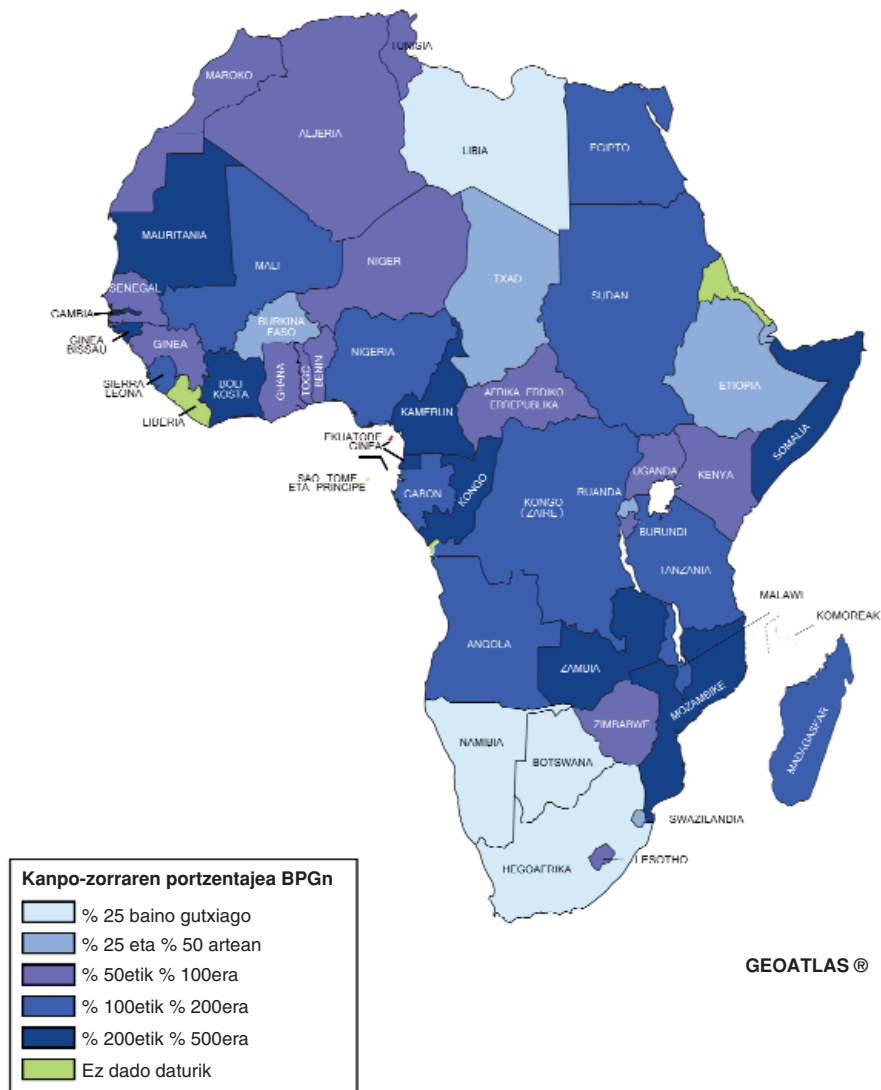 TUNISIA
MAROKO
ALJERIA
LIBIA
EGIPTO
MAURITANIA
MALI
NIGER
TXAD
SUDAN
SENEGAL
GAMBIA
GINEA
BISSAU
GINEA
BURKINA
FASO
NIGERIA
ETIOPIA
SIERRA
LEONA
BOLI
KOSTA
GHANA
TOGO
BENIN
AFRIKA ERDIKO
ERREPUBLIKA
LIBERIA
KAMERUN
SOMALIA
EKUATORE
GINEA
SAO TOME
ETA PRINCIPE
GABON
KONGO
KONGO
(ZAIRE)
RUANDA
UGANDA
KENYA
BURUNDI
TANZANIA
MALAWI
KOMOREAK
ANGOLA
ZAMBIA
MOZAMBIKE
MADAGASKAR
ZIMBABWE
NAMIBIA
BOTSWANA
SWAZILANDIA
HEGOAFRIKA
LESOTHO
Kanpo-zorraren portzentajea BPGn
% 25 baino gutxiago
% 25 eta % 50 artean
% 50etik % 100era
% 100etik % 200era
% 200etik % 500era
Ez dado daturik
GEOATLAS ®